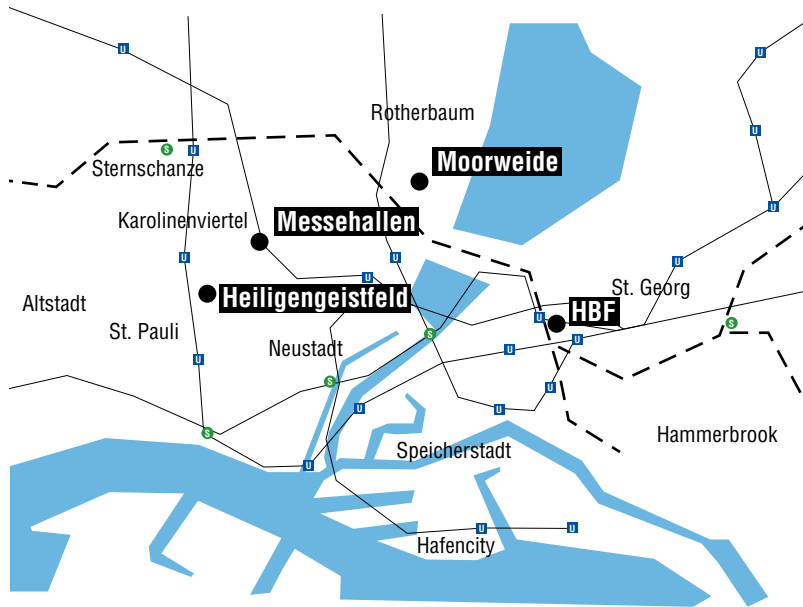 U
U
U
Rotherbaum
U
S
U
Moorweide
Sternschanze
U
Karolinenviertel
Messehallen
U
U
U
U
St. Georg
Altstadt
Heiligengeistfeld
HBF
U
S
St. Pauli
S
U
Neustadt
U
U
S
U
U
U
S
Hammerbrook
Speicherstadt
U
U
U
Hafencity